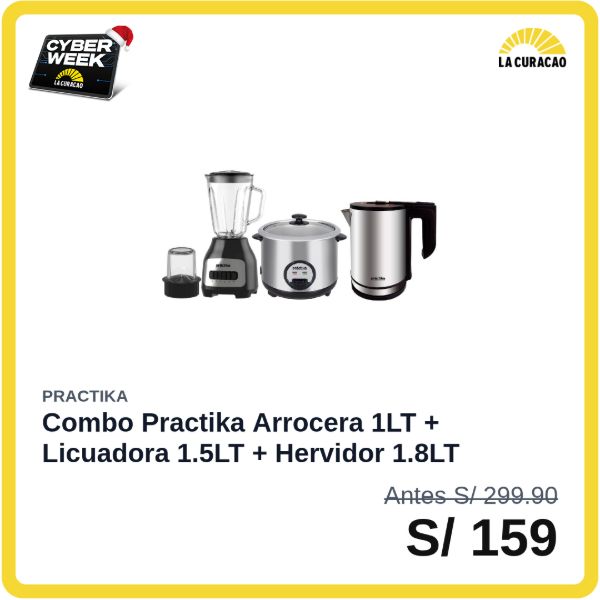 CYBER
WEEK
LA CURACAO
LA CURACAO
PRACTIKA
Combo Practika Arrocera 1LT +
Licuadora 1.5LT + Hervidor 1.8LT
Antes S/ 299.90
S/ 159